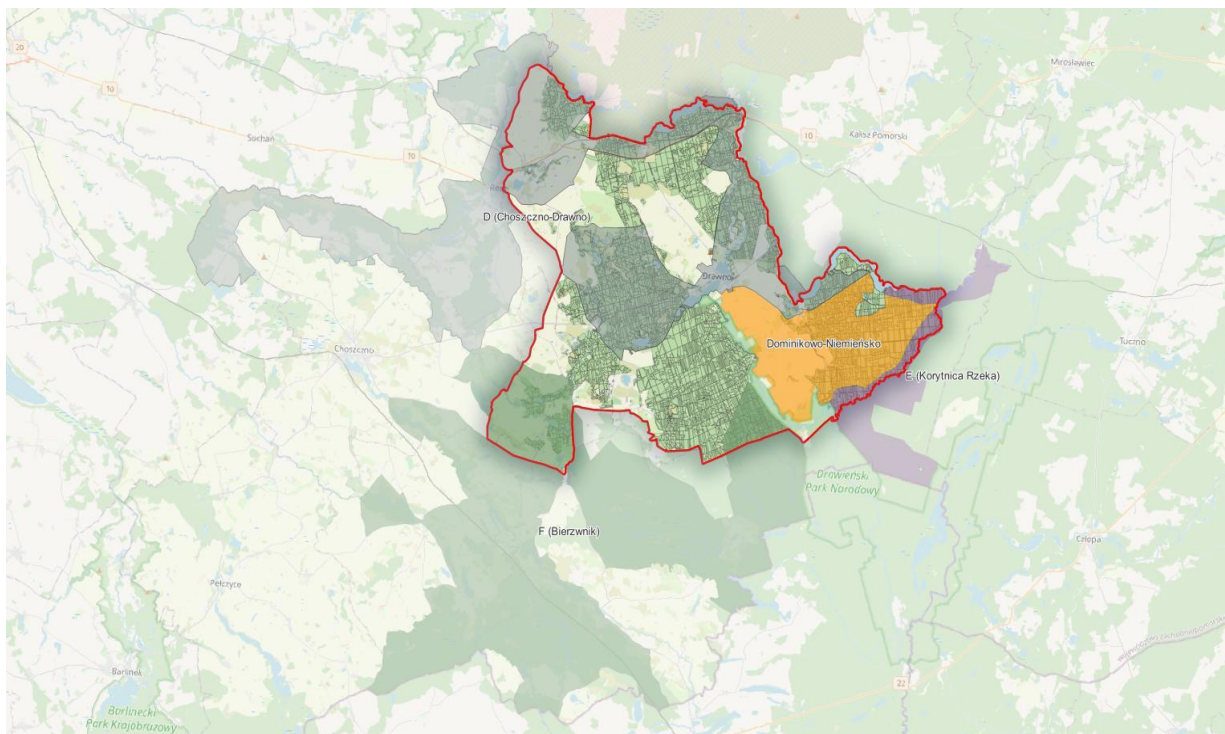 20
10
Mirosławiec
Suchań
10
10
Kalisz Pomorski
D (Choszczno-Drawno)
Drawno
Choszczno
Dominikowo-Niemieńsko
Tuczno
E (Korytnica Rzeka)
Drawieński
Park Narodowy
F (Bierzwnik)
Człopa
Pełczyce
Barlinek
22
Barlinecki
Park Krajobrazowy